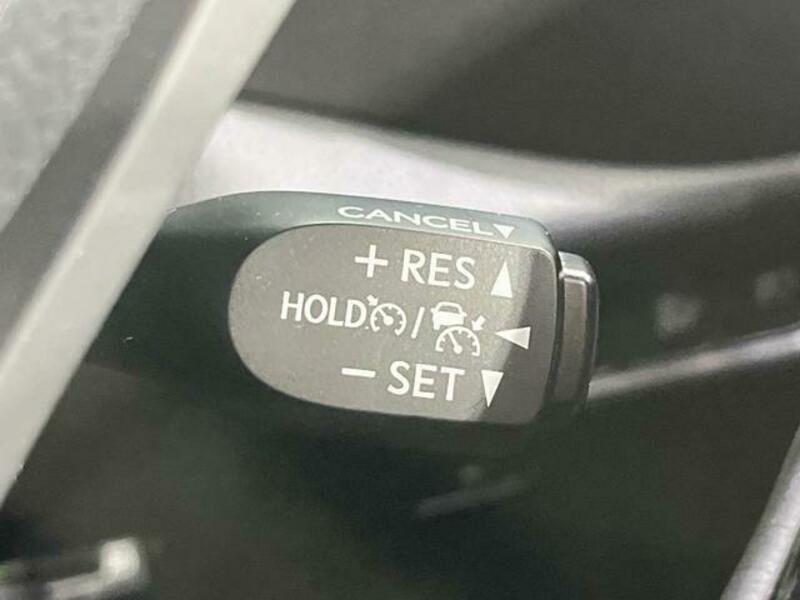 CANCEL▼
+ RES ▲
HOLD / ◀
− SET ▼